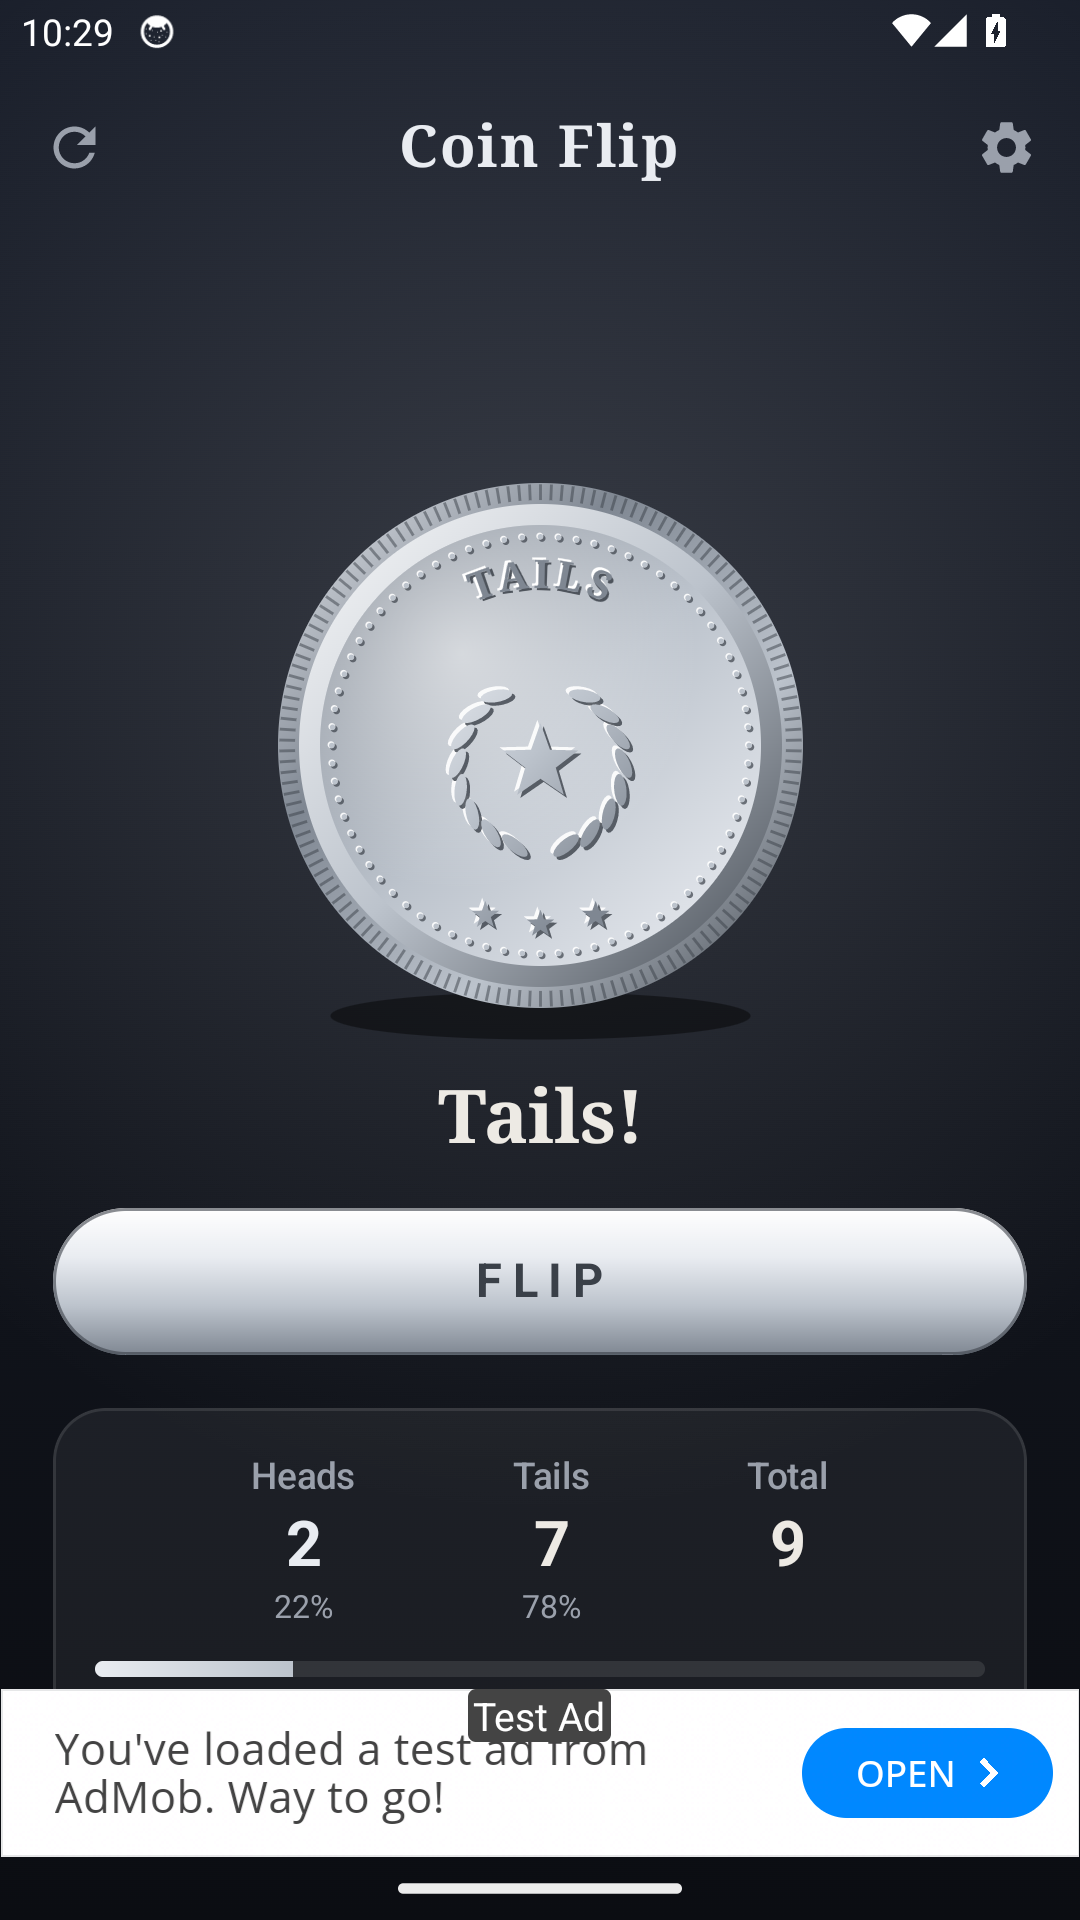 10:29
Coin Flip
TAILS
Tails!
FLIP
Heads Tails Total
2 7 9
22% 78%
Test Ad
You've loaded a test ad from
AdMob. Way to go!
OPEN